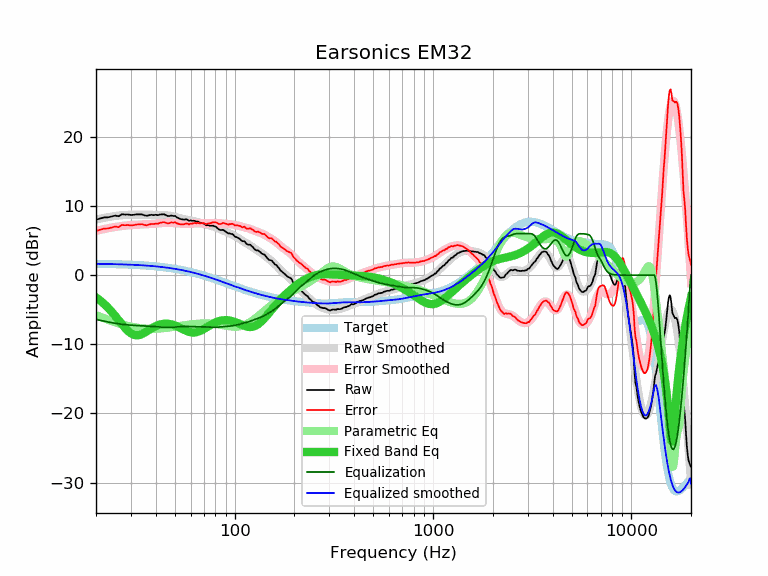 Earsonics EM32
Amplitude (dBr)
20
10
0
−10
−20
−30
Target
Raw Smoothed
Error Smoothed
Raw
Error
Parametric Eq
Fixed Band Eq
Equalization
Equalized smoothed
100
1000
10000
Frequency (Hz)